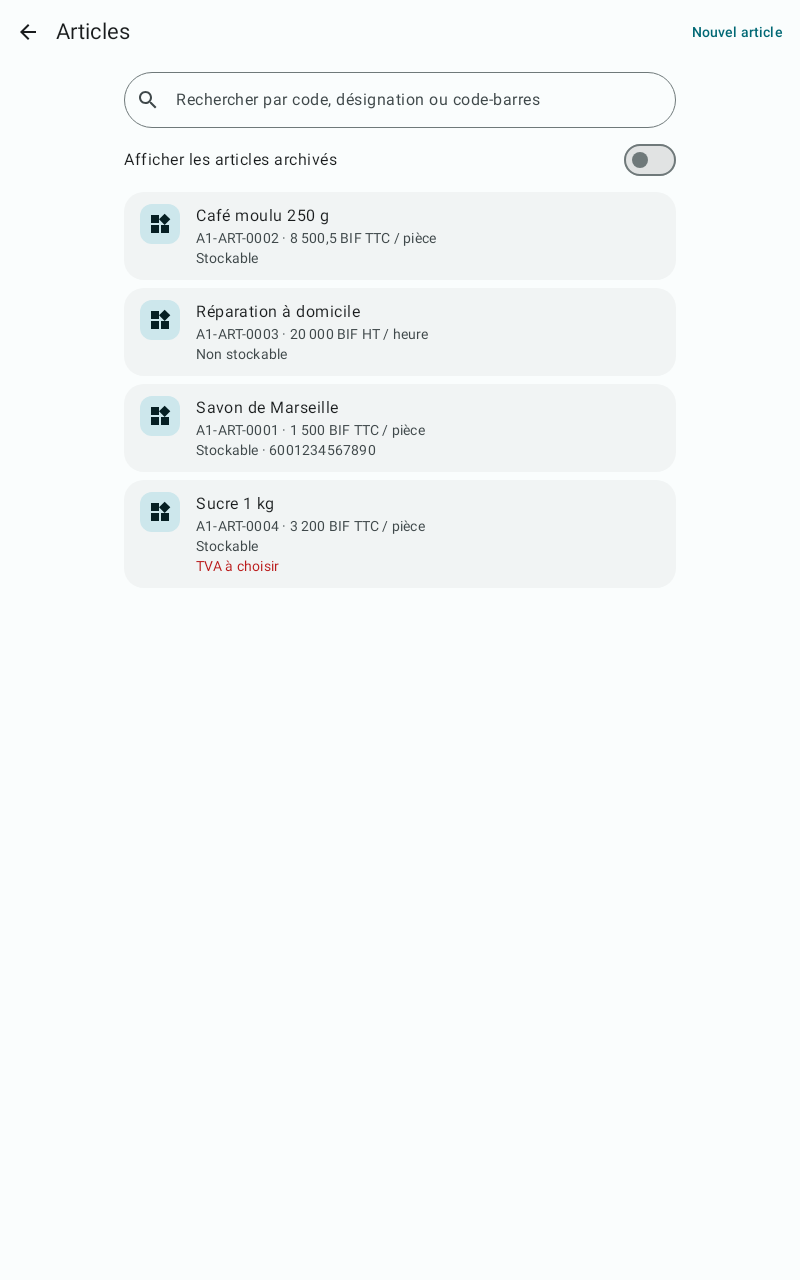 Articles
Nouvel article
Rechercher par code, désignation ou code-barres
Afficher les articles archivés
Café moulu 250 g
A1-ART-0002 · 8 500,5 BIF TTC / pièce
Stockable
Réparation à domicile
A1-ART-0003 · 20 000 BIF HT / heure
Non stockable
Savon de Marseille
A1-ART-0001 · 1 500 BIF TTC / pièce
Stockable · 6001234567890
Sucre 1 kg
A1-ART-0004 · 3 200 BIF TTC / pièce
Stockable
TVA à choisir